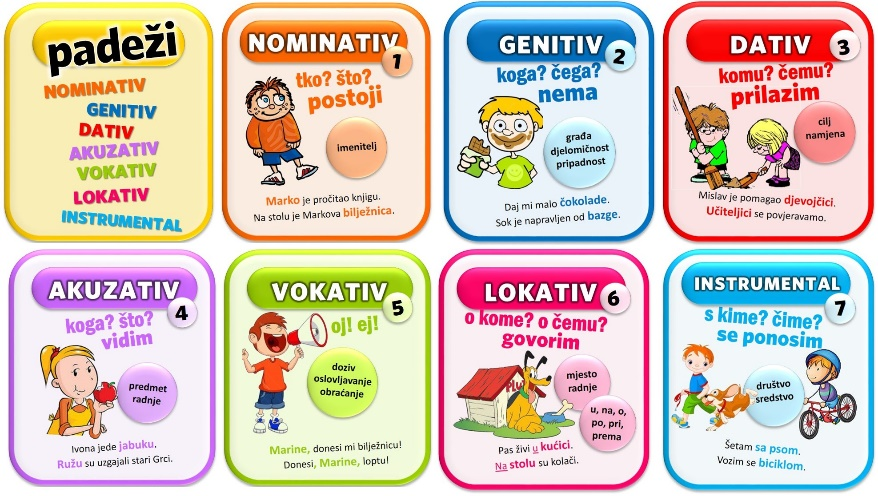 padeži
NOMINATIV
GENITIV
DATIV
AKUZATIV
VOKATIV
LOKATIV
INSTRUMENTAL
NOMINATIV
1
tko? što?
postoji
imenitelj
Marko je pročitao knjigu.
Na stolu je Markova bilježnica.
GENITIV
2
koga? čega?
nema
građa
djelomičnost
pripadnost
Daj mi malo čokolade.
Sok je napravljen od bazge.
DATIV
3
komu? čemu?
prilazim
cilj
namjena
Mislav je pomagao djevojčici.
Učiteljici se povjeravamo.
AKUZATIV
4
koga? što?
vidim
predmet
radnje
Ivona jede jabuku.
Ružu su uzgajali stari Grci.
VOKATIV
5
oj! ej!
doziv
oslovljavanje
obraćanje
Marine, donesi mi bilježnicu!
Donesi, Marine, loptu!
LOKATIV
6
o kome? o čemu?
govorim
mjesto
radnje
u, na, o,
po, pri,
prema
Pas živi u kućici.
Na stolu su kolači.
INSTRUMENTAL
7
s kime? čime?
se ponosim
društvo
sredstvo
Šetam sa psom.
Vozim se biciklom.